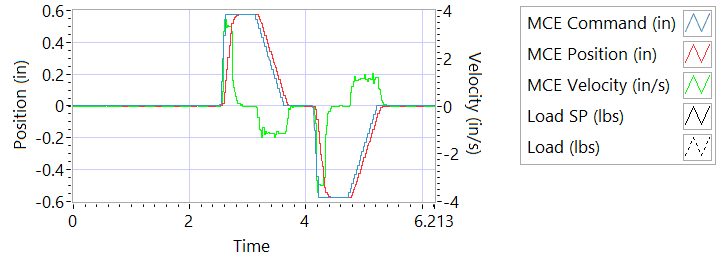 0.6
0.4
0.2
0
-0.2
-0.4
-0.6
Position (in)
4
2
0
-2
-4
Velocity (in/s)
0
2
4
6.213
Time
MCE Command (in)
MCE Position (in)
MCE Velocity (in/s)
Load SP (lbs)
Load (lbs)